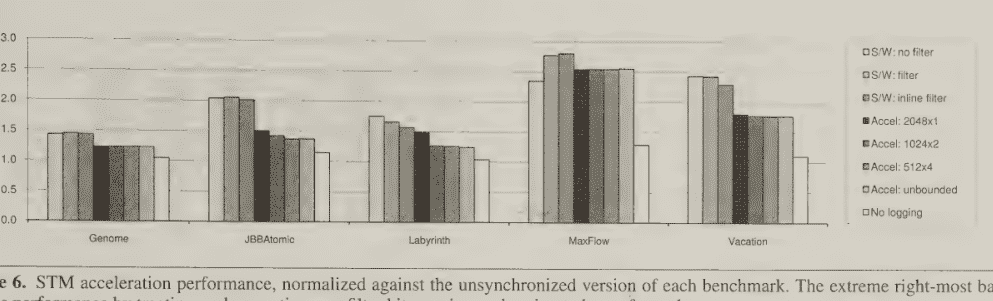 3.0
2.5
2.0
1.5
1.0
0.5
0.0
Genome JBBAtomic Labyrinth MaxFlow Vacation
S/W: no filter
S/W: filter
S/W: inline filter
Accel: 2048x1
Accel: 1024x2
Accel: 512x4
Accel: unbounded
No logging
e 6. STM acceleration performance, normalized against the unsynchronized version of each benchmark. The extreme right-most ba